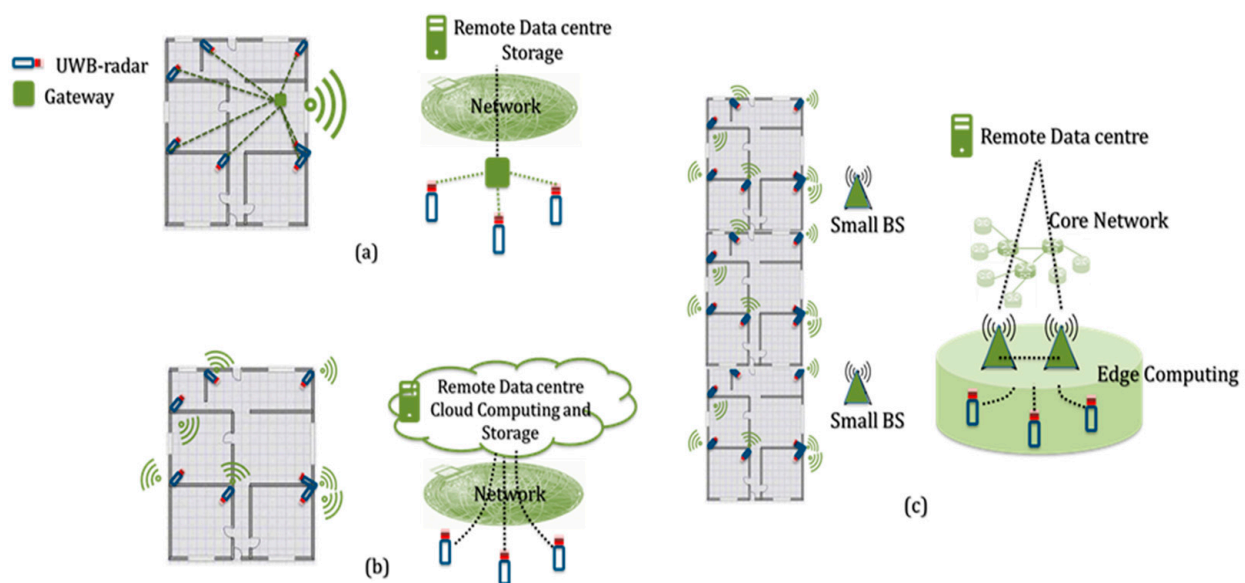 UWB-radar
Gateway
Remote Data centre
Storage
Network
(a)
Remote Data centre
Cloud Computing and
Storage
Network
(b)
Small BS
Small BS
Remote Data centre
Core Network
Edge Computing
(c)